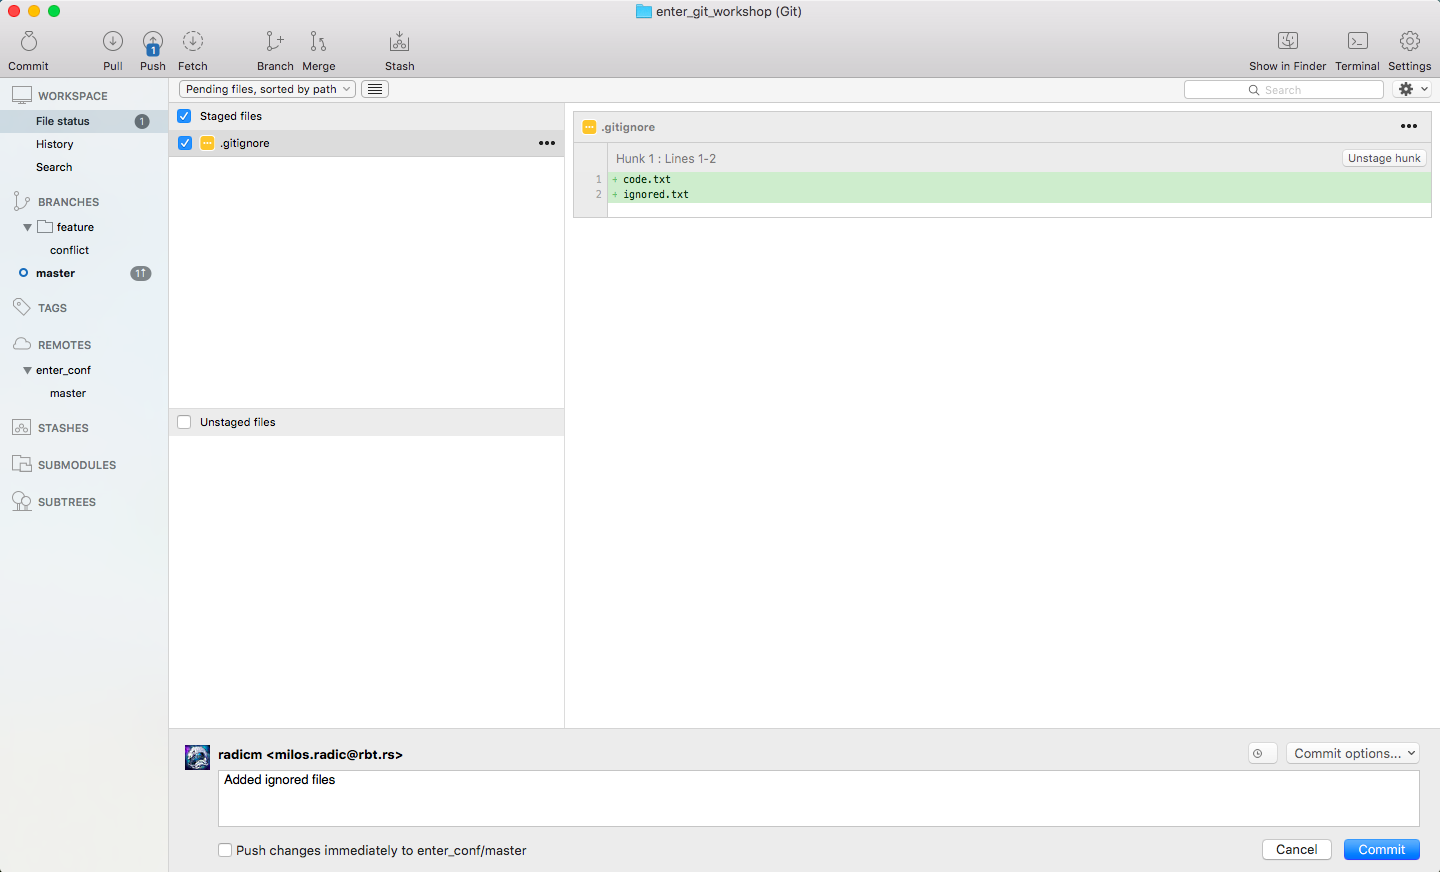 enter_git_workshop (Git)
Commit
Pull
Push
1
Fetch
Branch
Merge
Stash
Show in Finder
Terminal
Settings
WORKSPACE
File status 1
History
Search
BRANCHES
feature
conflict
master 1↑
TAGS
REMOTES
enter_conf
master
STASHES
SUBMODULES
SUBTREES
Pending files, sorted by path
Search
Staged files
.gitignore
Unstaged files
.gitignore
Hunk 1 : Lines 1-2
Unstage hunk
1 + code.txt
2 + ignored.txt
radicm <milos.radic@rbt.rs>
Commit options...
Added ignored files
Push changes immediately to enter_conf/master
Cancel
Commit